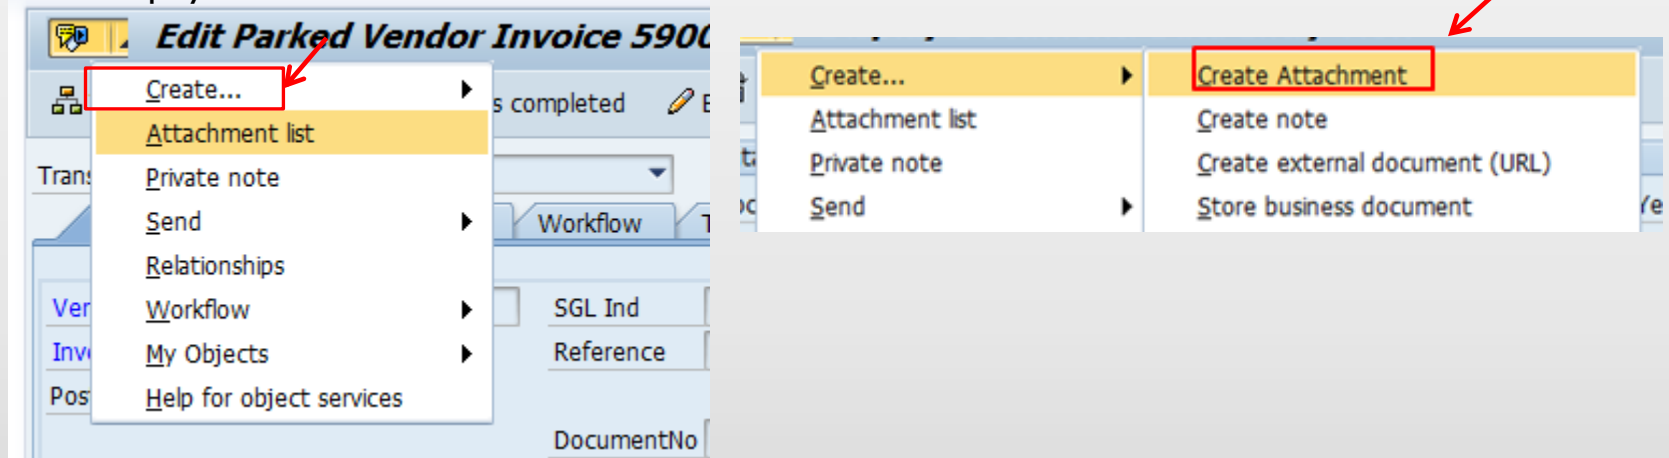 Edit Parked Vendor Invoice 590
Create...
s completed
Attachment list
Trans
Private note
Send
Workflow
Relationships
Ver
Workflow
SGL Ind
Inv
My Objects
Reference
Pos
Help for object services
DocumentNo
Create...
Create Attachment
Attachment list
Create note
Private note
Create external document (URL)
Send
Store business document